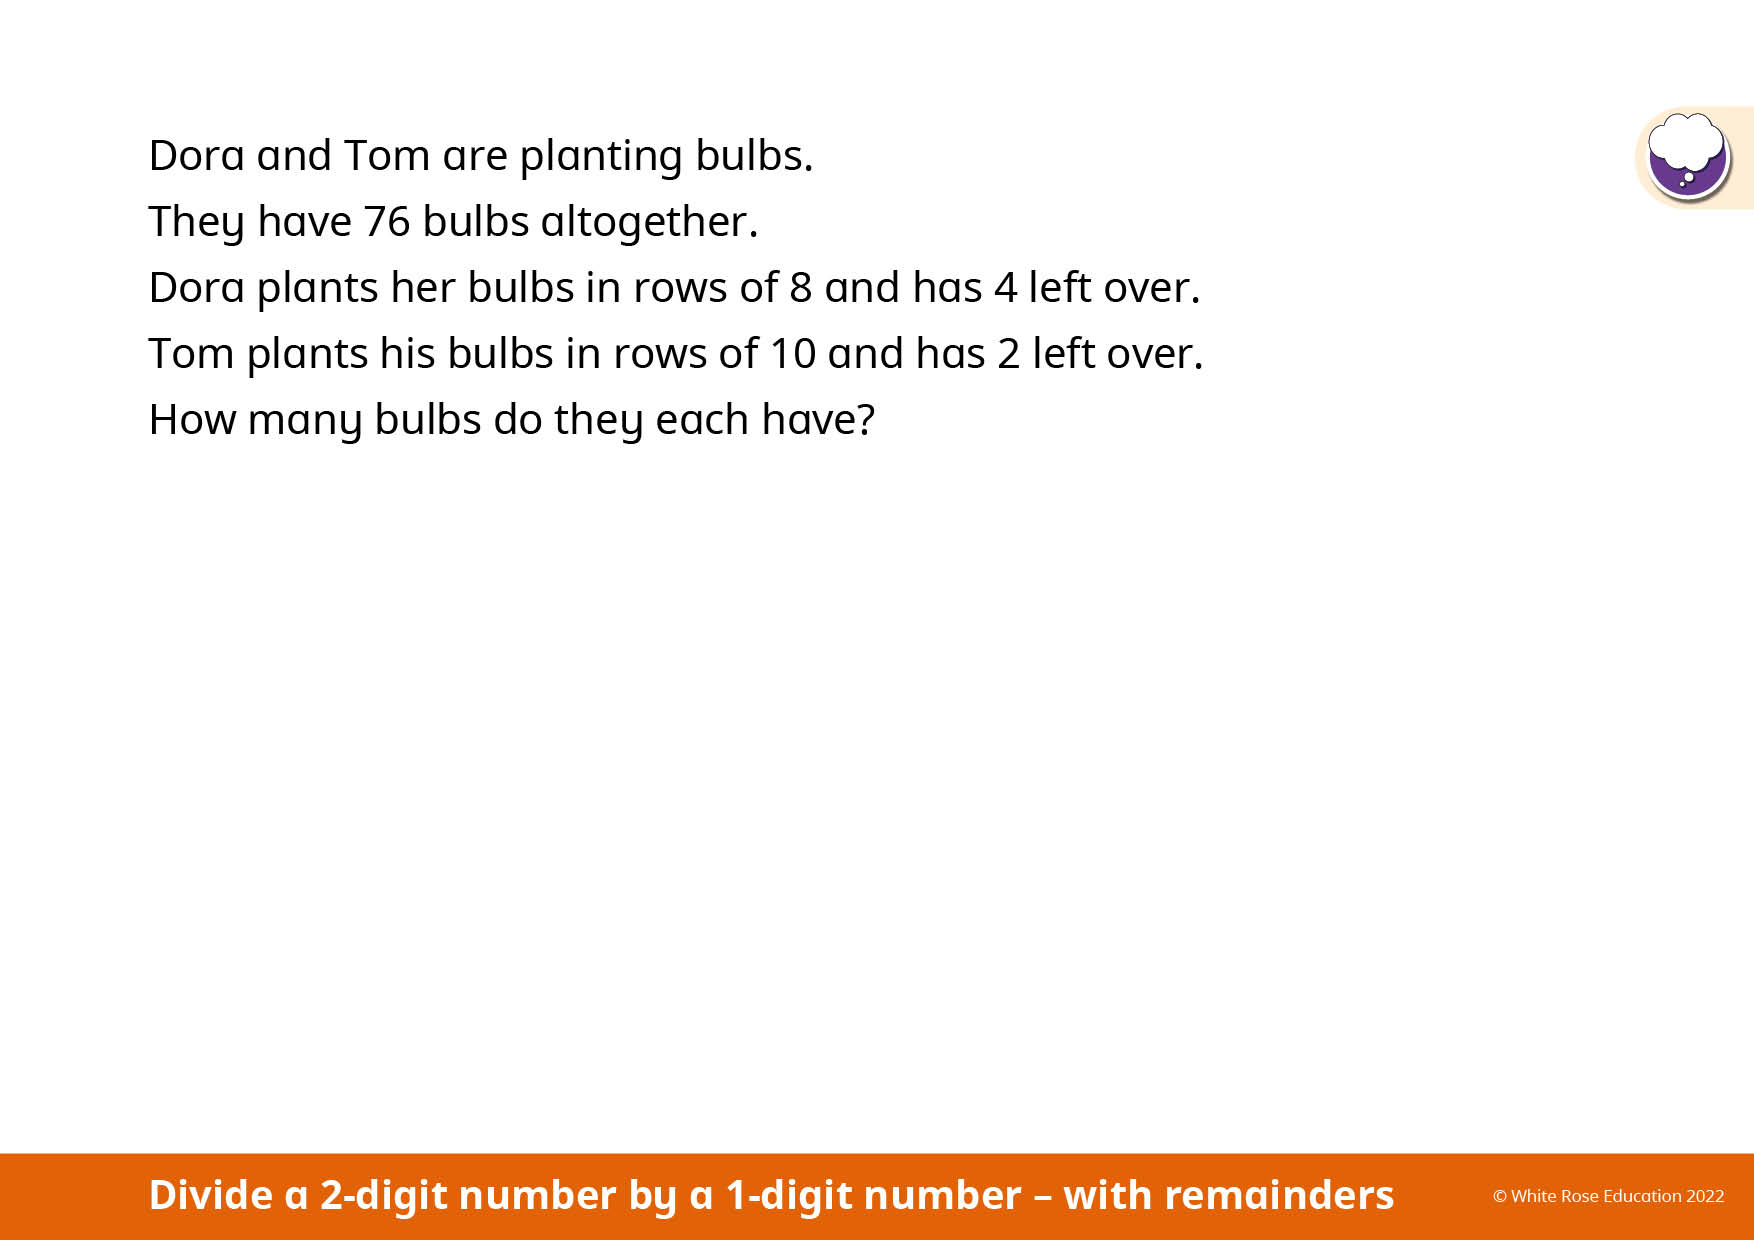 Dora and Tom are planting bulbs.
They have 76 bulbs altogether.
Dora plants her bulbs in rows of 8 and has 4 left over.
Tom plants his bulbs in rows of 10 and has 2 left over.
How many bulbs do they each have?
Divide a 2-digit number by a 1-digit number – with remainders
© White Rose Education 2022